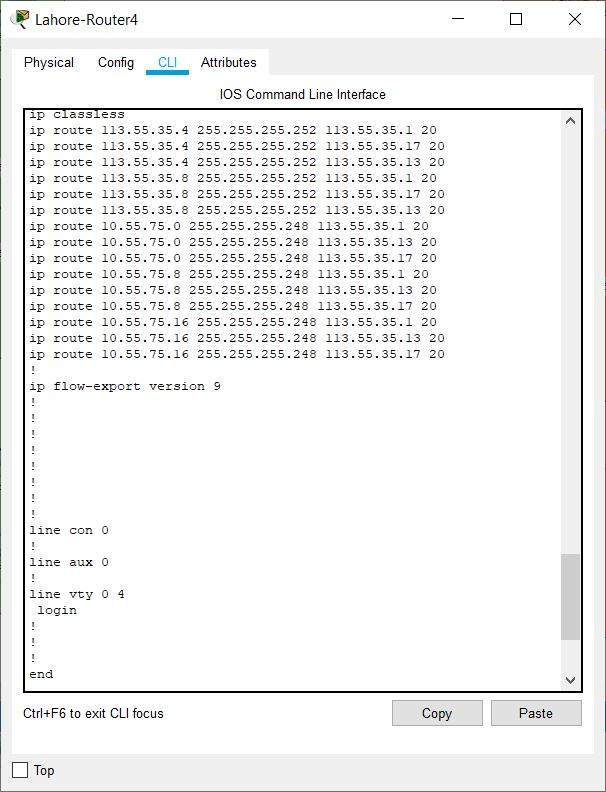 Lahore-Router4
Physical Config CLI Attributes
IOS Command Line Interface
ip classless
ip route 113.55.35.4 255.255.255.252 113.55.35.1 20
ip route 113.55.35.4 255.255.255.252 113.55.35.17 20
ip route 113.55.35.4 255.255.255.252 113.55.35.13 20
ip route 113.55.35.8 255.255.255.252 113.55.35.1 20
ip route 113.55.35.8 255.255.255.252 113.55.35.17 20
ip route 113.55.35.8 255.255.255.252 113.55.35.13 20
ip route 10.55.75.0 255.255.255.248 113.55.35.1 20
ip route 10.55.75.0 255.255.255.248 113.55.35.13 20
ip route 10.55.75.0 255.255.255.248 113.55.35.17 20
ip route 10.55.75.8 255.255.255.248 113.55.35.1 20
ip route 10.55.75.8 255.255.255.248 113.55.35.13 20
ip route 10.55.75.8 255.255.255.248 113.55.35.17 20
ip route 10.55.75.16 255.255.255.248 113.55.35.1 20
ip route 10.55.75.16 255.255.255.248 113.55.35.13 20
ip route 10.55.75.16 255.255.255.248 113.55.35.17 20
!
ip flow-export version 9
!
!
!
!
!
!
!
!
line con 0
!
line aux 0
!
line vty 0 4
 login
!
!
!
end
Ctrl+F6 to exit CLI focus
Copy Paste
Top